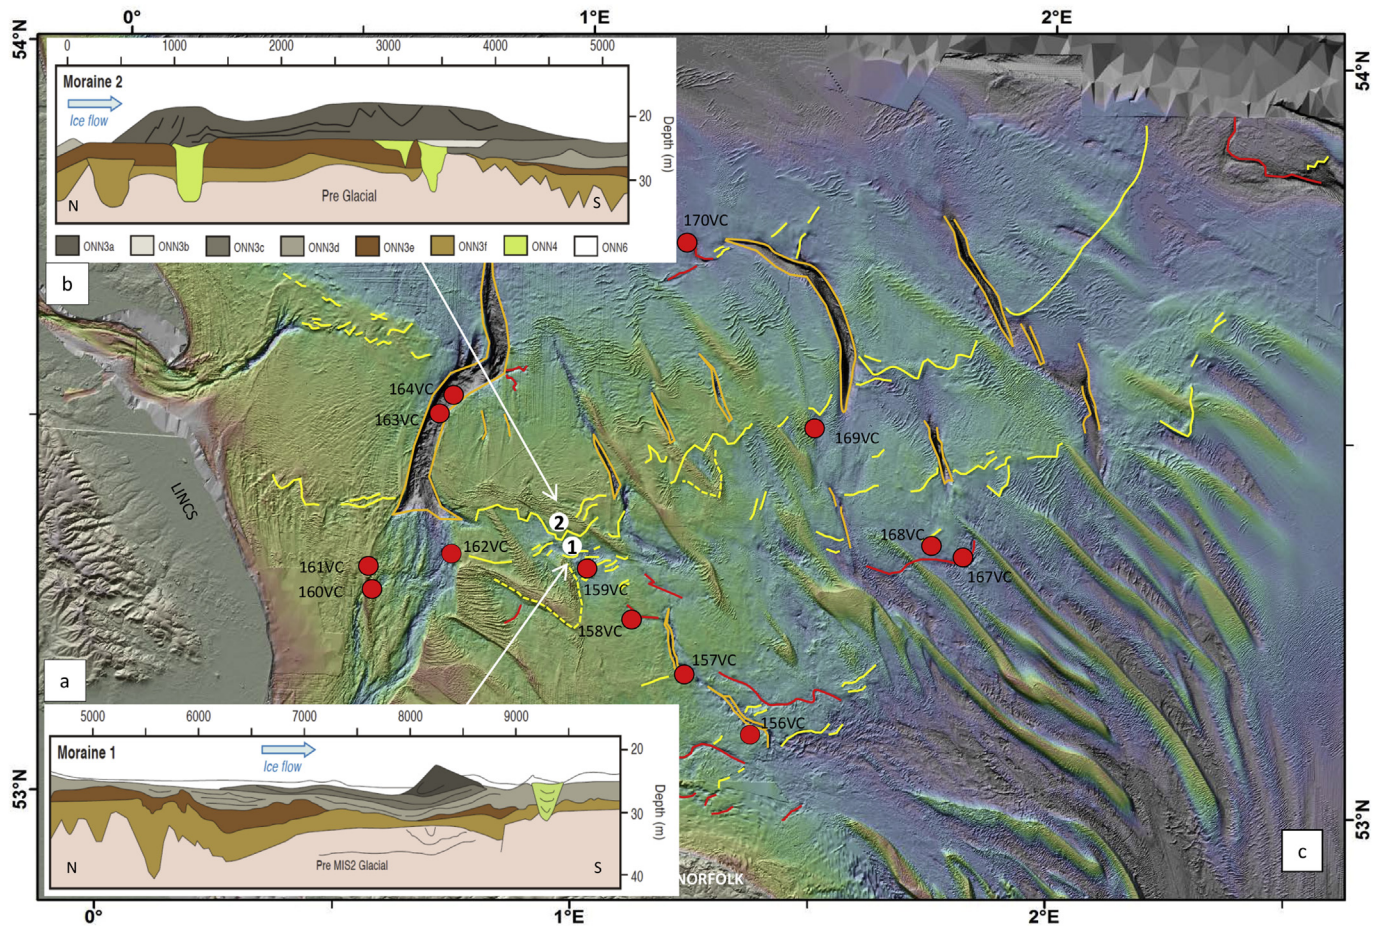 0° 1°E 2°E
54°N
54°N
0 1000 2000 3000 4000 5000
Moraine 2
Ice flow
20
30
Depth (m)
Pre Glacial
N S
ONN3a ONN3b ONN3c ONN3d ONN3e ONN3f ONN4 ONN6
b
170VC
164VC
163VC
169VC
LINCS
2
1
162VC
168VC
167VC
161VC
160VC
159VC
158VC
157VC
156VC
a
5000 6000 7000 8000 9000
Moraine 1
Ice flow
20
30
40
Depth (m)
Pre MIS2 Glacial
N S
53°N
53°N
c
NORFOLK
0° 1°E 2°E